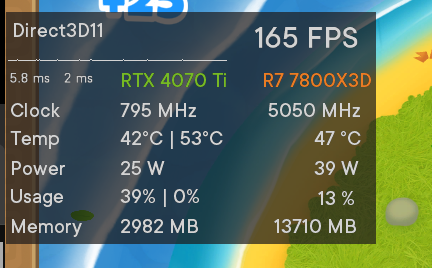 Direct3D11 165 FPS
5.8 ms 2 ms RTX 4070 Ti R7 7800X3D
Clock 795 MHz 5050 MHz
Temp 42°C | 53°C 47 °C
Power 25 W 39 W
Usage 39% | 0% 13 %
Memory 2982 MB 13710 MB